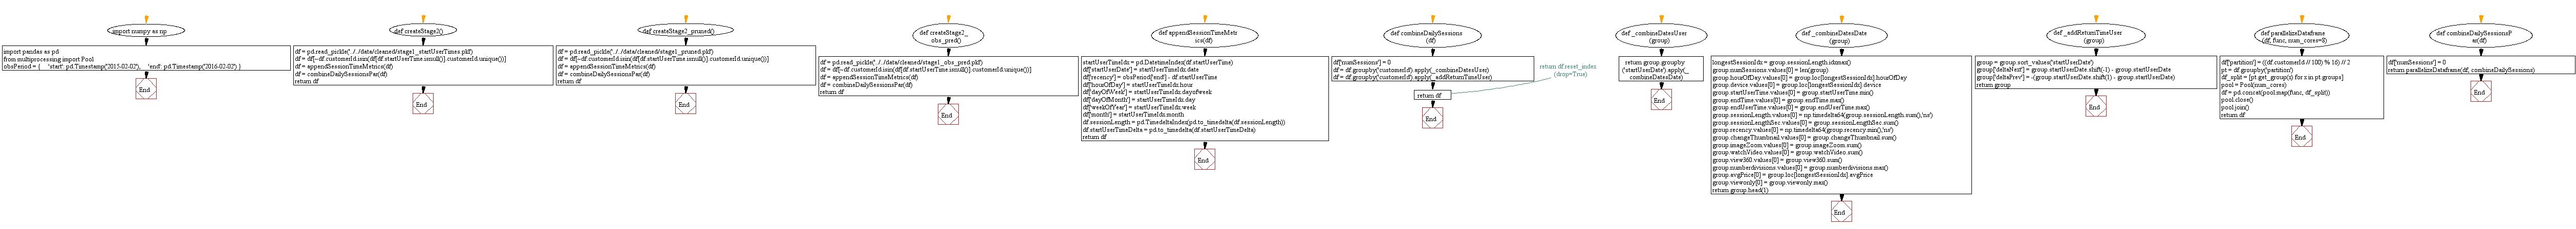 import numpy as np
import pandas as pd
from multiprocessing import Pool
obsPeriod = { 'start': pd.Timestamp('2015-02-02'), 'end': pd.Timestamp('2016-02-02') }
End
def createStage2()
df = pd.read_pickle('../../data/cleaned/stage1_startUserTimes.pkl')
df = df[~df.customerId.isin(df[df.startUserTime.isnull()].customerId.unique())]
df = appendSessionTimeMetrics(df)
df = combineDailySessionsPar(df)
return df
End
def createStage2_pruned()
df = pd.read_pickle('../../data/cleaned/stage1_pruned.pkl')
df = df[~df.customerId.isin(df[df.startUserTime.isnull()].customerId.unique())]
df = appendSessionTimeMetrics(df)
df = combineDailySessionsPar(df)
return df
End
def createStage2_
obs_pred()
df = pd.read_pickle('../../data/cleaned/stage1_obs_pred.pkl')
df = df[~df.customerId.isin(df[df.startUserTime.isnull()].customerId.unique())]
df = appendSessionTimeMetrics(df)
df = combineDailySessionsPar(df)
return df
End
def appendSessionTimeMetr
ics(df)
startUserTimeIdx = pd.DatetimeIndex(df.startUserTime)
df['startUserDate'] = startUserTimeIdx.date
df['recency'] = obsPeriod['end'] - df.startUserTime
df['hourOfDay'] = startUserTimeIdx.hour
df['dayOfWeek'] = startUserTimeIdx.dayofweek
df['dayOfMonth'] = startUserTimeIdx.day
df['weekOfYear'] = startUserTimeIdx.week
df['month'] = startUserTimeIdx.month
df.sessionLength = pd.TimedeltaIndex(pd.to_timedelta(df.sessionLength))
df.startUserTimeDelta = pd.to_timedelta(df.startUserTimeDelta)
return df
End
def combineDailySessions
(df)
df['numSessions'] = 0
df = df.groupby('customerId').apply(_combineDatesUser)
df = df.groupby('customerId').apply(_addReturnTimeUser)
return df
return df.reset_index
(drop=True)
End
def _combineDatesUser
(group)
return group.groupby
('startUserDate').apply(_
combineDatesDate)
End
def _combineDatesDate
(group)
longestSessionIdx = group.sessionLength.idxmax()
group.numSessions.values[0] = len(group)
group.hourOfDay.values[0] = group.loc[longestSessionIdx].hourOfDay
group.device.values[0] = group.loc[longestSessionIdx].device
group.startUserTime.values[0] = group.startUserTime.min()
group.endTime.values[0] = group.endTime.max()
group.endUserTime.values[0] = group.endUserTime.max()
group.sessionLength.values[0] = np.timedelta64(group.sessionLength.sum(),'ns')
group.sessionLengthSec.values[0] = group.sessionLengthSec.sum()
group.recency.values[0] = np.timedelta64(group.recency.min(),'ns')
group.changeThumbnail.values[0] = group.changeThumbnail.sum()
group.imageZoom.values[0] = group.imageZoom.sum()
group.watchVideo.values[0] = group.watchVideo.sum()
group.view360.values[0] = group.view360.sum()
group.numberdivisions.values[0] = group.numberdivisions.max()
group.avgPrice[0] = group.loc[longestSessionIdx].avgPrice
group.viewonly[0] = group.viewonly.max()
return group.head(1)
End
def _addReturnTimeUser
(group)
group = group.sort_values('startUserDate')
group['deltaNext'] = group.startUserDate.shift(-1) - group.startUserDate
group['deltaPrev'] = -(group.startUserDate.shift(1) - group.startUserDate)
return group
End
def parallelizeDataframe
(df, func, num_cores=8)
df['partition'] = ((df.customerId // 100) % 16) // 2
pt = df.groupby('partition')
df_split = [pt.get_group(x) for x in pt.groups]
pool = Pool(num_cores)
df = pd.concat(pool.map(func, df_split))
pool.close()
pool.join()
return df
End
def combineDailySessionsP
ar(df)
df['numSessions'] = 0
return parallelizeDataframe(df, combineDailySessions)
End